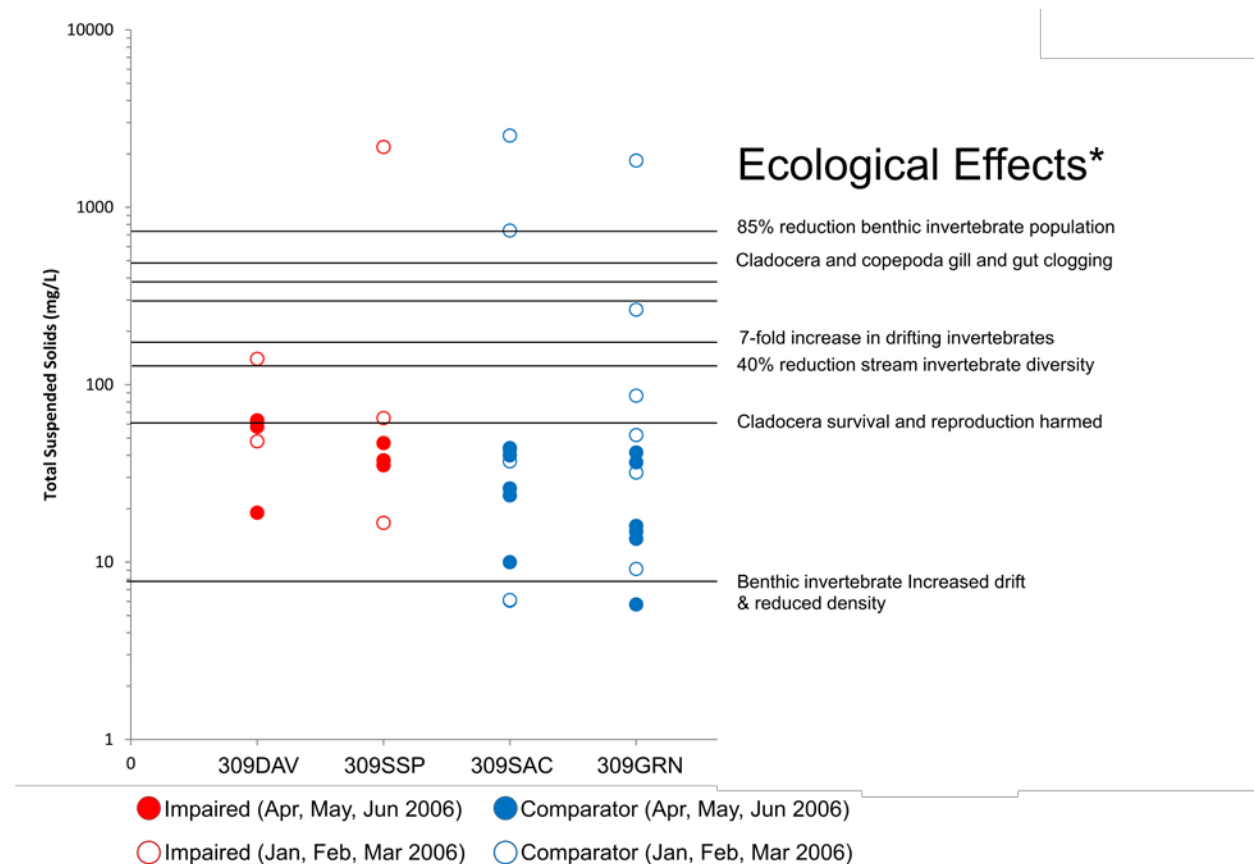 10000
1000
100
10
1
Total Suspended Solids (mg/L)
0
309DAV
309SSP
309SAC
309GRN
Ecological Effects*
85% reduction benthic invertebrate population
Cladocera and copepoda gill and gut clogging
7-fold increase in drifting invertebrates
40% reduction stream invertebrate diversity
Cladocera survival and reproduction harmed
Benthic invertebrate Increased drift
& reduced density
Impaired (Apr, May, Jun 2006)
Comparator (Apr, May, Jun 2006)
Impaired (Jan, Feb, Mar 2006)
Comparator (Jan, Feb, Mar 2006)